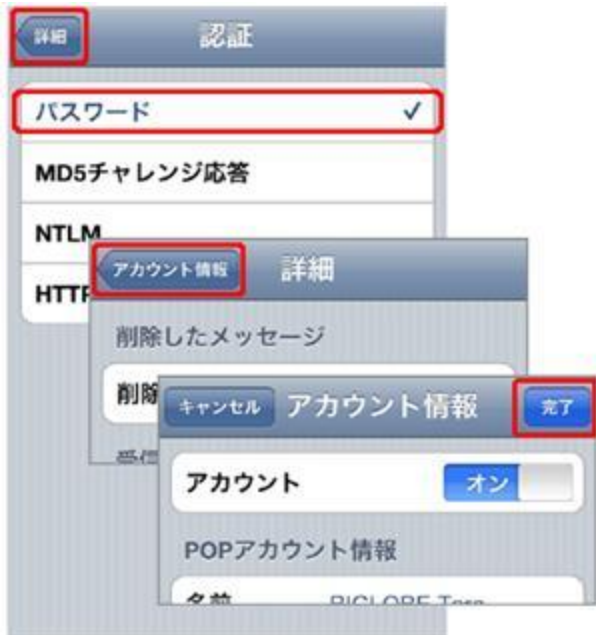 詳細
認証
パスワード
MD5チャレンジ応答
NTLM
アカウント情報
詳細
削除したメッセージ
キャンセル
アカウント情報
完了
アカウント
オン
POPアカウント情報
名前